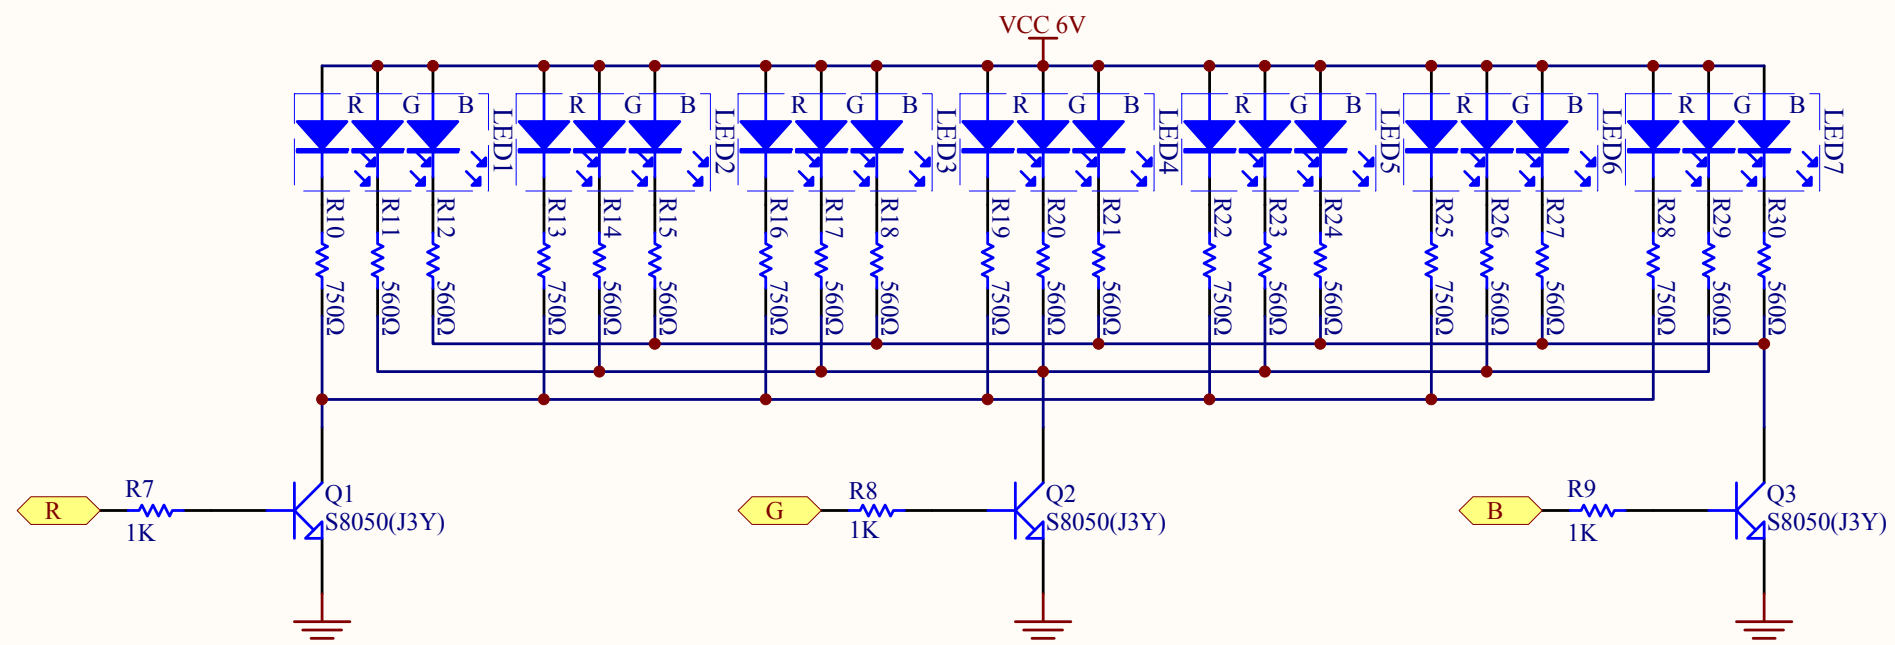 VCC 6V
R G B LED1
R G B LED2
R G B LED3
R G B LED4
R G B LED5
R G B LED6
R G B LED7
R10 R11 R12 R13 R14 R15 R16 R17 R18 R19 R20 R21 R22 R23 R24 R25 R26 R27 R28 R29 R30
750Ω 560Ω 560Ω 750Ω 560Ω 560Ω 750Ω 560Ω 560Ω 750Ω 560Ω 560Ω 750Ω 560Ω 560Ω 750Ω 560Ω 560Ω 750Ω 560Ω 560Ω
R
R7
1K
Q1
S8050(J3Y)
G
R8
1K
Q2
S8050(J3Y)
B
R9
1K
Q3
S8050(J3Y)